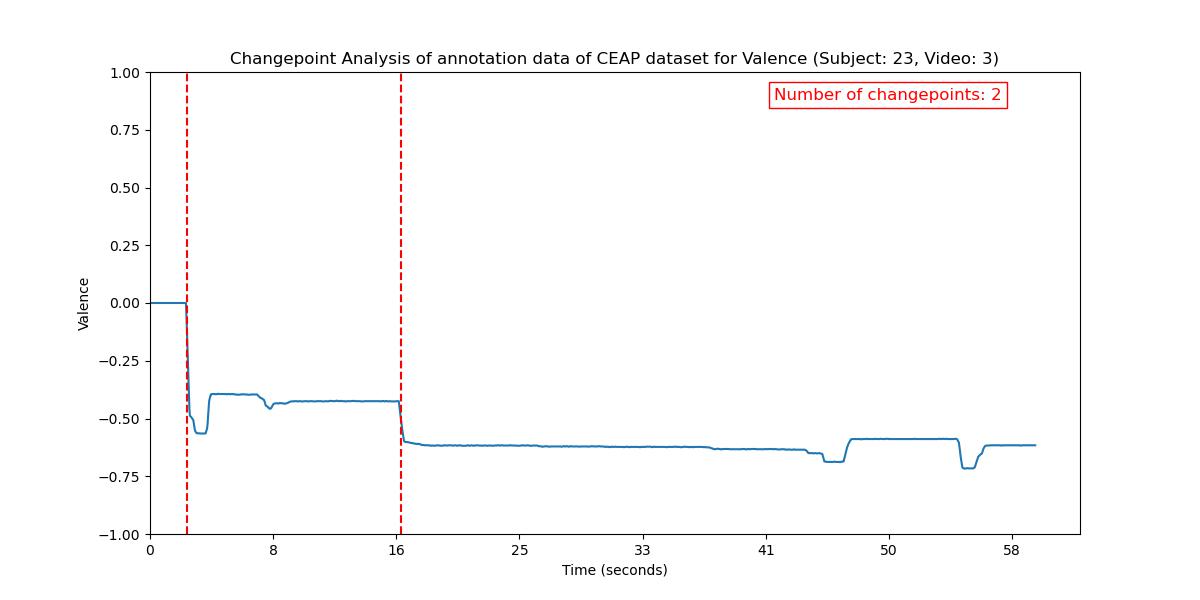 Changepoint Analysis of annotation data of CEAP dataset for Valence (Subject: 23, Video: 3)
Number of changepoints: 2
Valence
1.00
0.75
0.50
0.25
0.00
−0.25
−0.50
−0.75
−1.00
0 8 16 25 33 41 50 58
Time (seconds)